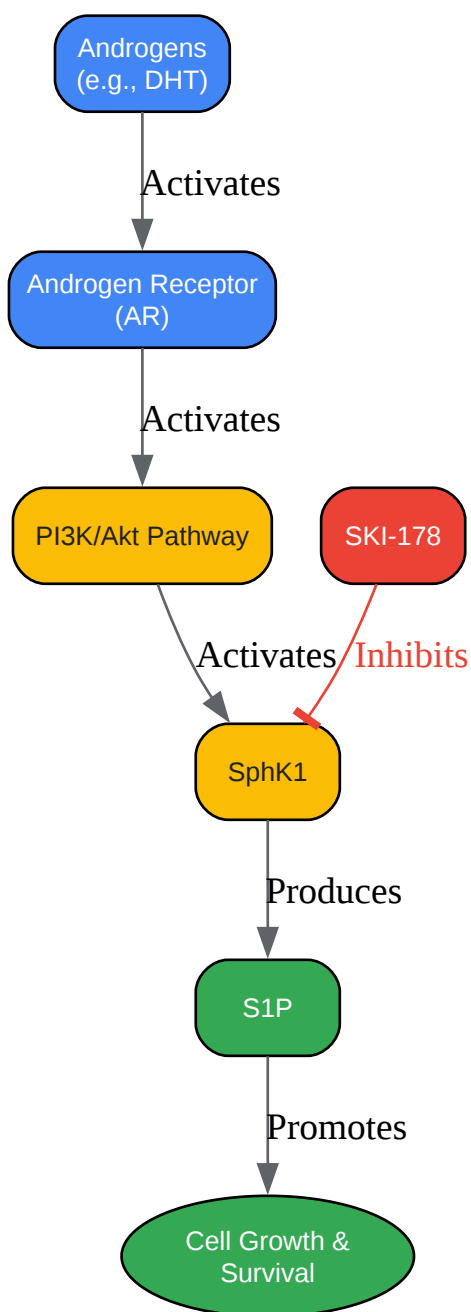 Androgens
(e.g., DHT)
Activates
Androgen Receptor
(AR)
Activates
PI3K/Akt Pathway
SKI-178
Activates
Inhibits
SphK1
Produces
S1P
Promotes
Cell Growth &
Survival